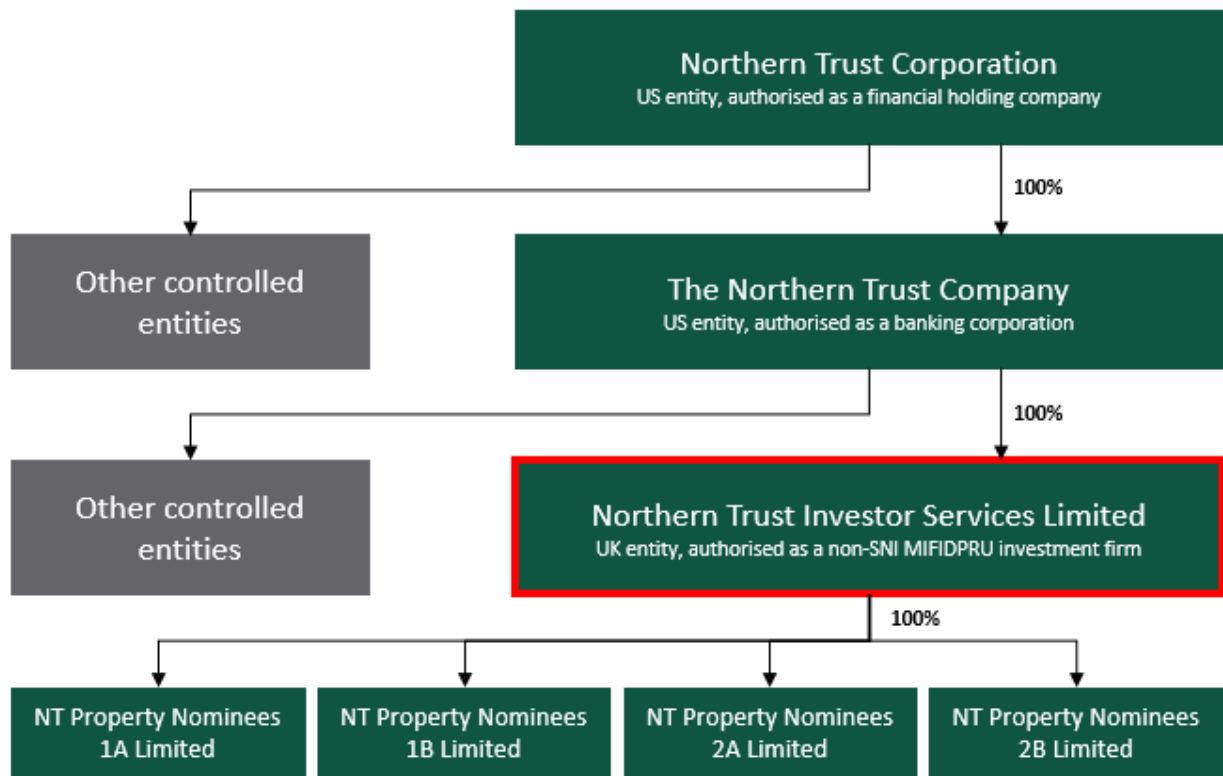 Northern Trust Corporation
US entity, authorised as a financial holding company
100%
Other controlled
entities
The Northern Trust Company
US entity, authorised as a banking corporation
100%
Other controlled
entities
Northern Trust Investor Services Limited
UK entity, authorised as a non-SNI MIFIDPRU investment firm
100%
NT Property Nominees
1A Limited
NT Property Nominees
1B Limited
NT Property Nominees
2A Limited
NT Property Nominees
2B Limited